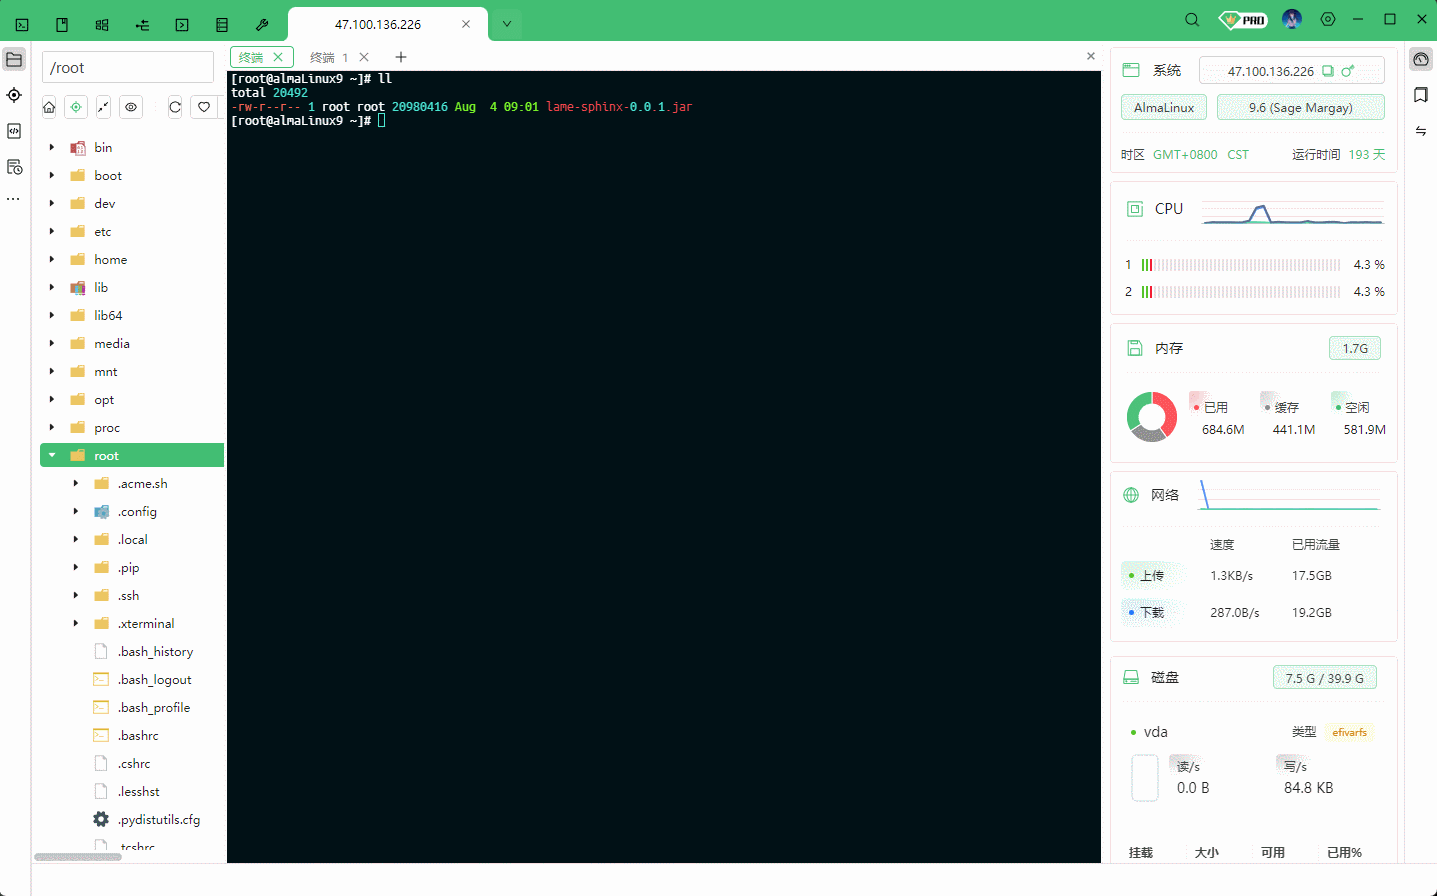 47.100.136.226
PRO
/root
终端
终端 1
系统
47.100.136.226
AlmaLinux
9.6 (Sage Margay)
时区 GMT+0800 CST
运行时间 193 天
[root@almaLinux9 ~]# ll
total 20492
-rw-r--r-- 1 root root 20980416 Aug  4 09:01 lame-sphinx-0.0.1.jar
[root@almaLinux9 ~]#
bin
boot
dev
etc
home
lib
lib64
media
mnt
opt
proc
root
.acme.sh
.config
.local
.pip
.ssh
.xterminal
.bash_history
.bash_logout
.bash_profile
.bashrc
.cshrc
.lesshst
.pydistutils.cfg
.tcshrc
CPU
1 4.3 %
2 4.3 %
内存
1.7G
已用 缓存 空闲
684.6M 441.1M 581.9M
网络
速度 已用流量
上传 1.3KB/s 17.5GB
下载 287.0B/s 19.2GB
磁盘
7.5 G / 39.9 G
vda
类型 efivarfs
读/s 写/s
0.0 B 84.8 KB
挂载 大小 可用 已用%